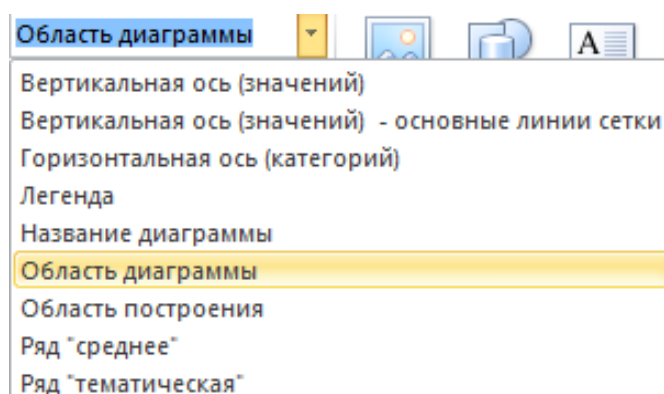 Область диаграммы
A
Вертикальная ось (значений)
Вертикальная ось (значений) - основные линии сетки
Горизонтальная ось (категорий)
Легенда
Название диаграммы
Область диаграммы
Область построения
Ряд "среднее"
Ряд "тематическая"